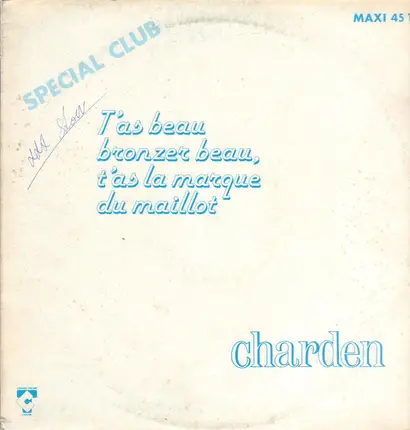 SPECIAL CLUB
MAXI 45 T
T'as beau
bronzer beau,
t'as la marque
du maillot
charden